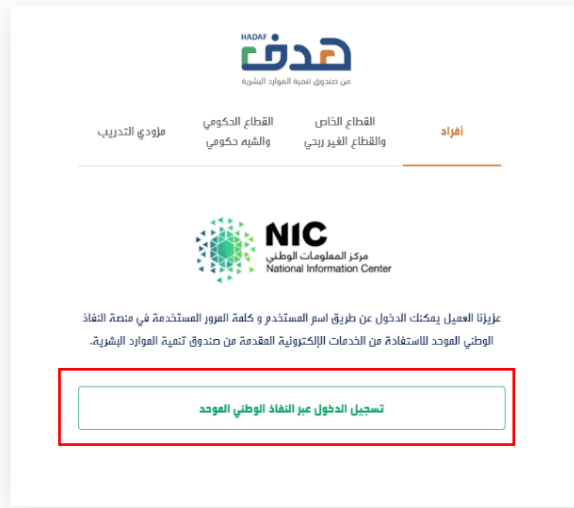 HADAF
هدف
من صندوق تنمية الموارد البشرية
أفراد
القطاع الخاص
والقطاع الغير ربحي
القطاع الحكومي
والشبه حكومي
مزودي التدريب
NIC
مركز المعلومات الوطني
National Information Center
عزيزنا العميل يمكنك الدخول عن طريق اسم المستخدم و كلمة المرور المستخدمة في منصة النفاذ
الوطني الموحد للاستفادة من الخدمات الإلكترونية المقدمة من صندوق تنمية الموارد البشرية.
تسجيل الدخول عبر النفاذ الوطني الموحد